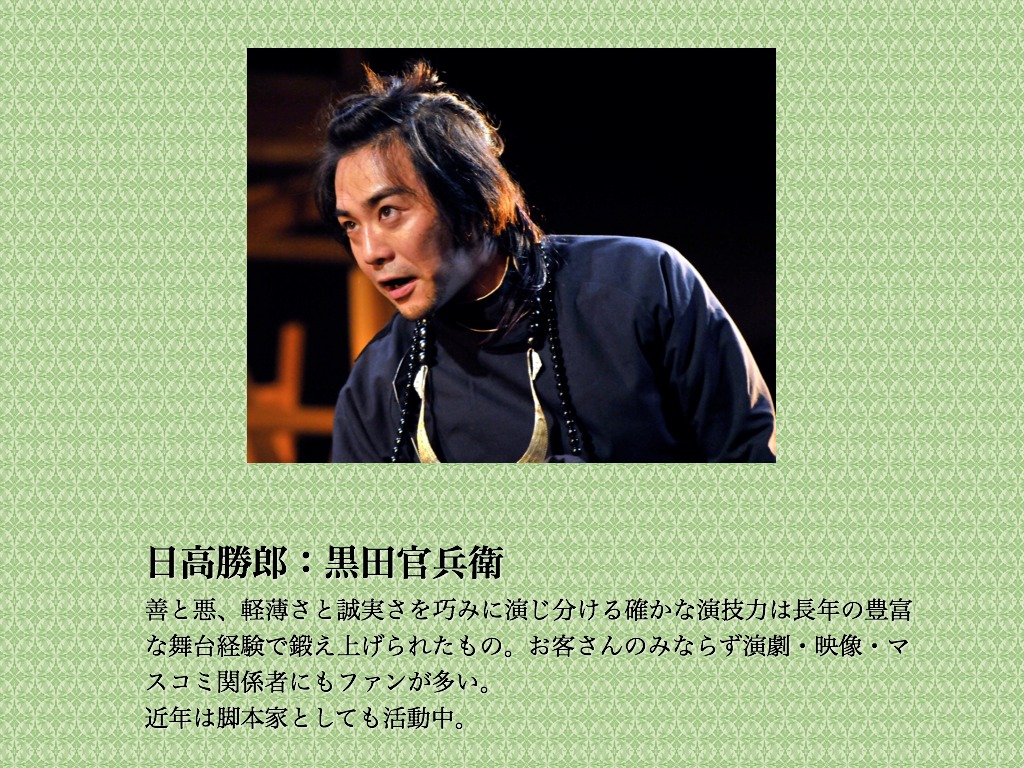 日高勝郎：黒田官兵衛
善と悪、軽薄さと誠実さを巧みに演じ分ける確かな演技力は長年の豊富
な舞台経験で鍛え上げられたもの。お客さんのみならず演劇・映像・マ
スコミ関係者にもファンが多い。
近年は脚本家としても活動中。